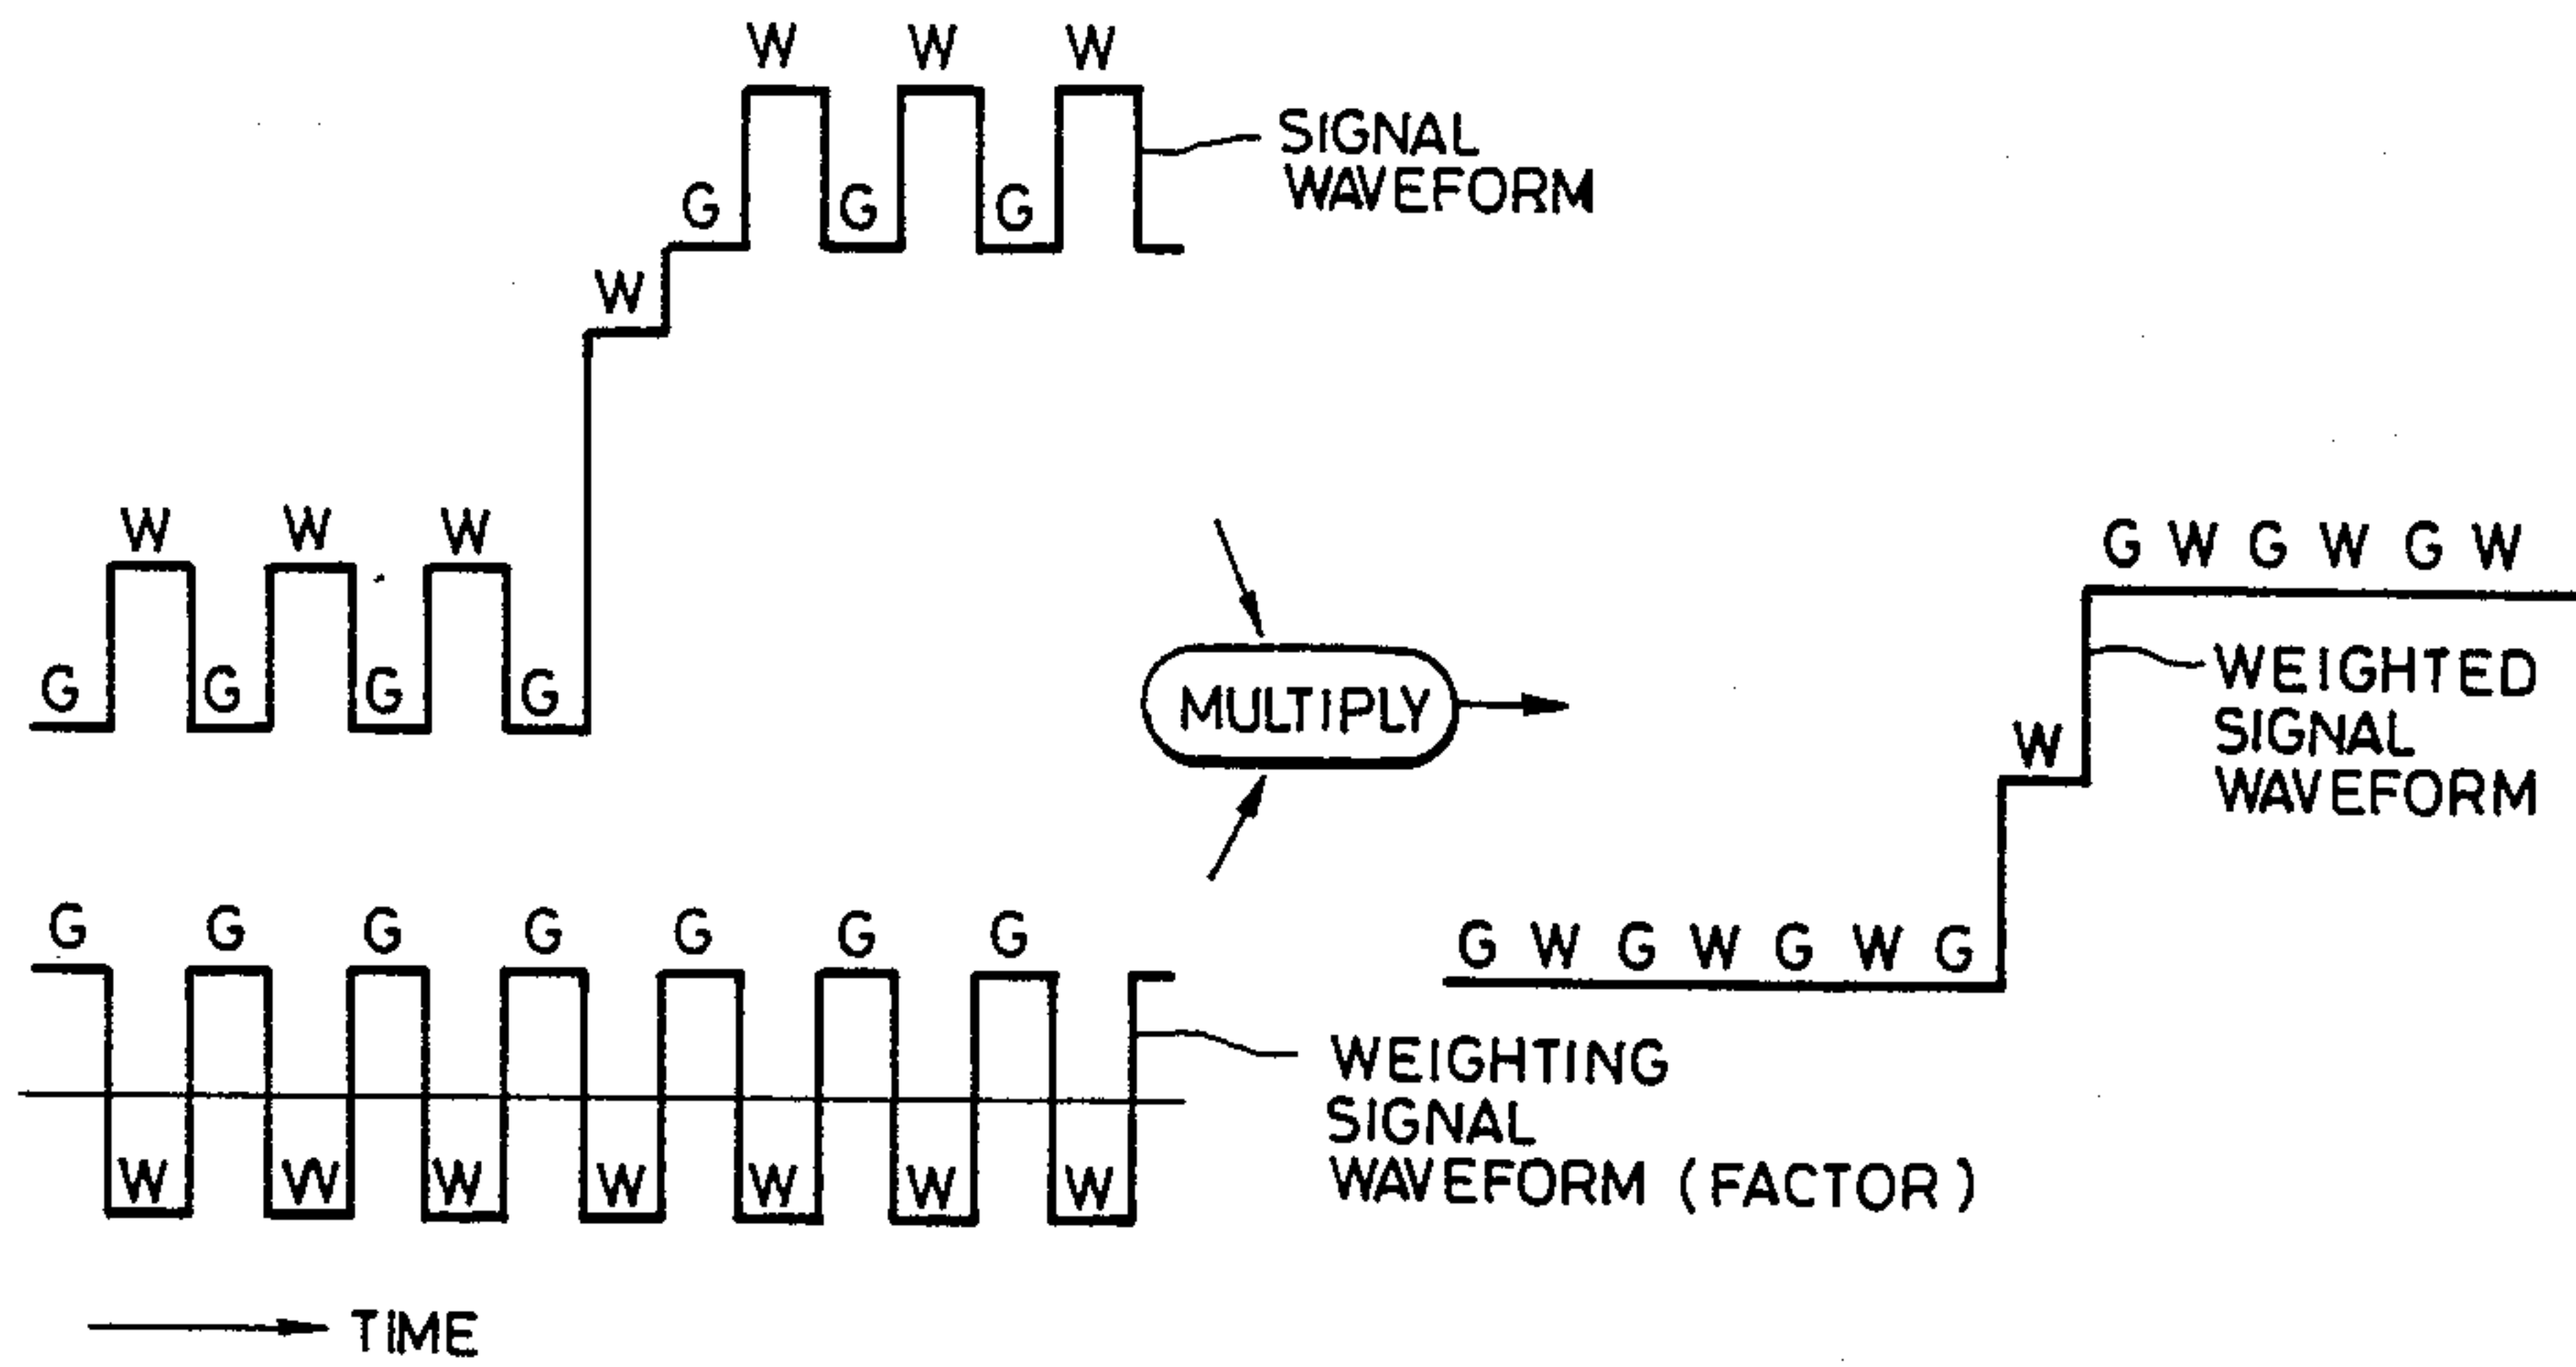 W W W
SIGNAL
WAVEFORM
G G G
W
W W W
G G G G
MULTIPLY
G W G W G W
WEIGHTED
SIGNAL
WAVEFORM
W
G W G W G W G
G G G G G G G
W W W W W W W
WEIGHTING
SIGNAL
WAVEFORM (FACTOR)
TIME